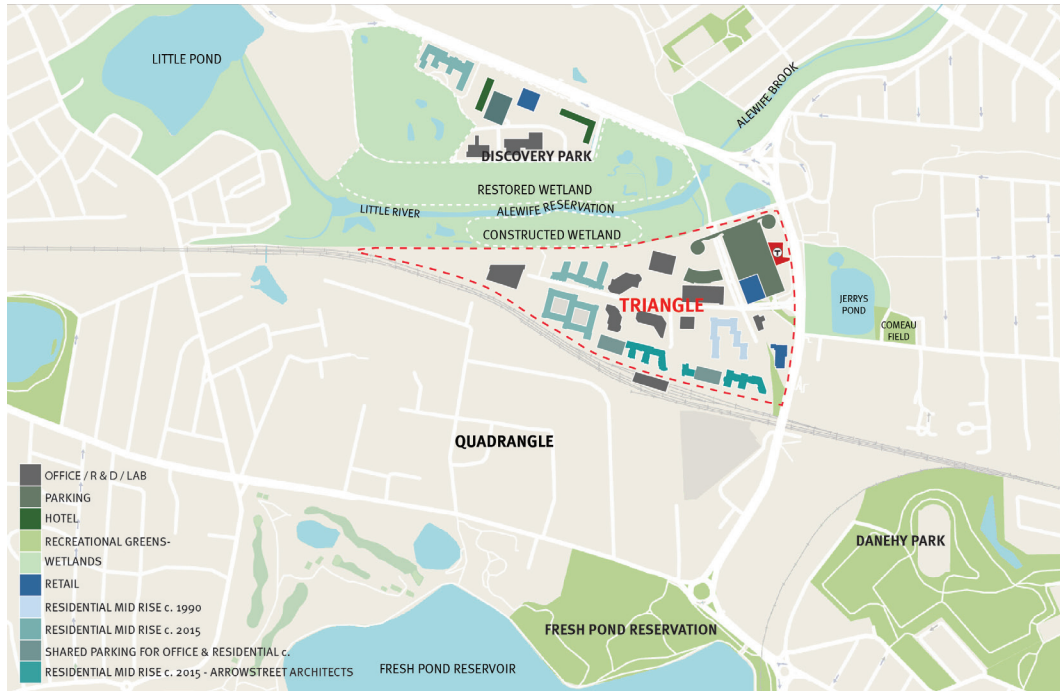 LITTLE POND
ALEWIFE BROOK
DISCOVERY PARK
RESTORED WETLAND
LITTLE RIVER
ALEWIFE RESERVATION
CONSTRUCTED WETLAND
T
TRIANGLE
JERRYS
POND
COMEAU
FIELD
QUADRANGLE
OFFICE / R & D / LAB
PARKING
HOTEL
RECREATIONAL GREENS-
WETLANDS
RETAIL
RESIDENTIAL MID RISE c. 1990
RESIDENTIAL MID RISE c. 2015
SHARED PARKING FOR OFFICE & RESIDENTIAL c.
RESIDENTIAL MID RISE c. 2015 - ARROWSTREET ARCHITECTS
DANEHY PARK
FRESH POND RESERVATION
FRESH POND RESERVOIR